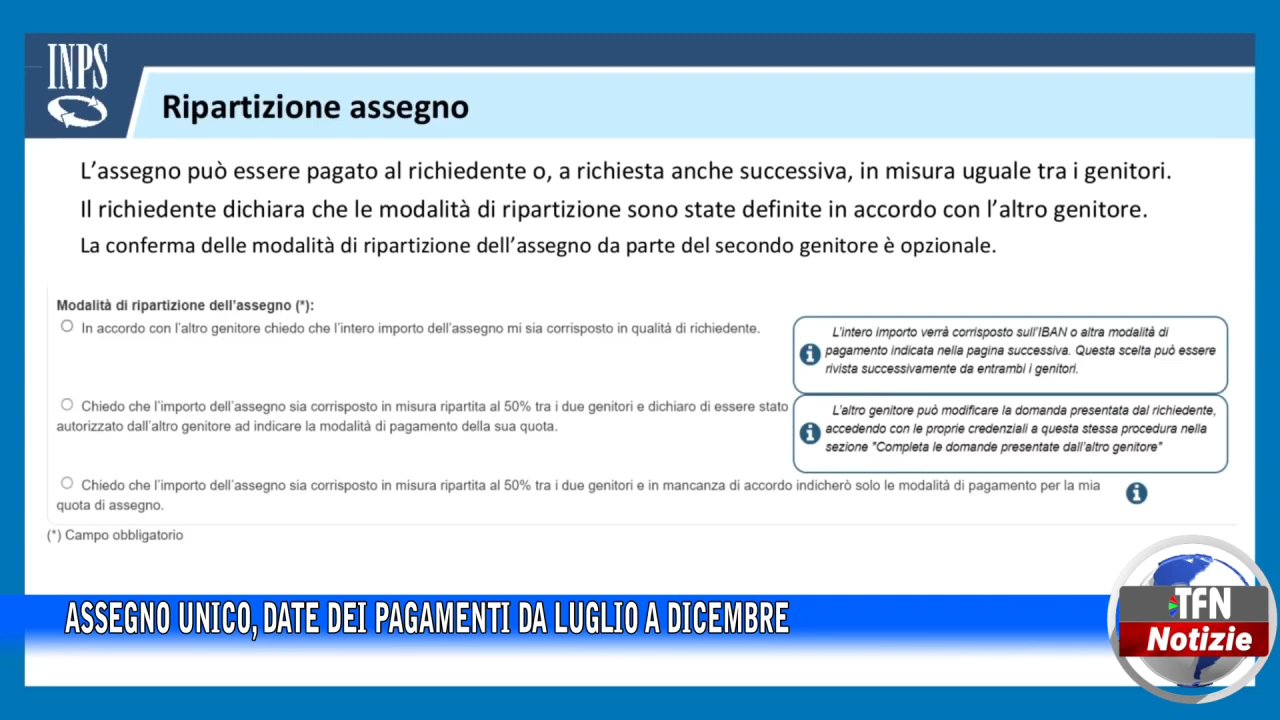 INPS
Ripartizione assegno
L’assegno può essere pagato al richiedente o, a richiesta anche successiva, in misura uguale tra i genitori.
Il richiedente dichiara che le modalità di ripartizione sono state definite in accordo con l’altro genitore.
La conferma delle modalità di ripartizione dell’assegno da parte del secondo genitore è opzionale.
Modalità di ripartizione dell’assegno (*):
In accordo con l’altro genitore chiedo che l’intero importo dell’assegno mi sia corrisposto in qualità di richiedente.
L’intero importo verrà corrisposto sull’IBAN o altra modalità di
pagamento indicata nella pagina successiva. Questa scelta può essere
rivista successivamente da entrambi i genitori.
Chiedo che l’importo dell’assegno sia corrisposto in misura ripartita al 50% tra i due genitori e dichiaro di essere stato
autorizzato dall’altro genitore ad indicare la modalità di pagamento della sua quota.
L’altro genitore può modificare la domanda presentata dal richiedente,
accedendo con le proprie credenziali a questa stessa procedura nella
sezione "Completa le domande presentate dall’altro genitore"
Chiedo che l’importo dell’assegno sia corrisposto in misura ripartita al 50% tra i due genitori e in mancanza di accordo indicherò solo le modalità di pagamento per la mia
quota di assegno.
(*) Campo obbligatorio
ASSEGNO UNICO, DATE DEI PAGAMENTI DA LUGLIO A DICEMBRE
TFN
Notizie